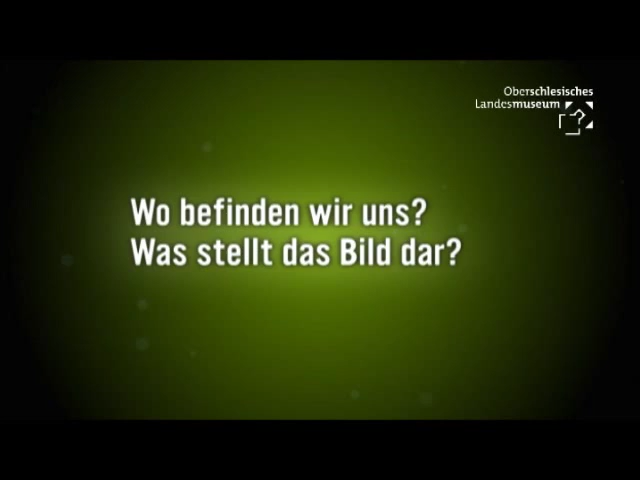 Oberschlesisches
Landesmuseum
Wo befinden wir uns?
Was stellt das Bild dar?